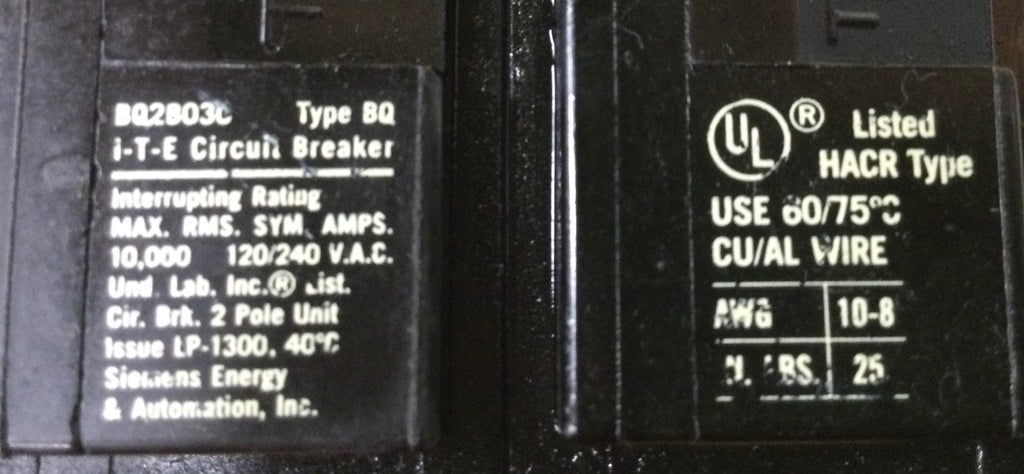 BQ2B030 Type BQ
I-T-E Circuit Breaker
Interrupting Rating
MAX. RMS. SYM. AMPS.
10,000 120/240 V.A.C.
Und. Lab. Inc.® List.
Cir. Brk. 2 Pole Unit
Issue LP-1300, 40°C
Siemens Energy
& Automation, Inc.
UL® Listed
HACR Type
USE 60/75°C
CU/AL WIRE
AWG 10-8
LBS. 25